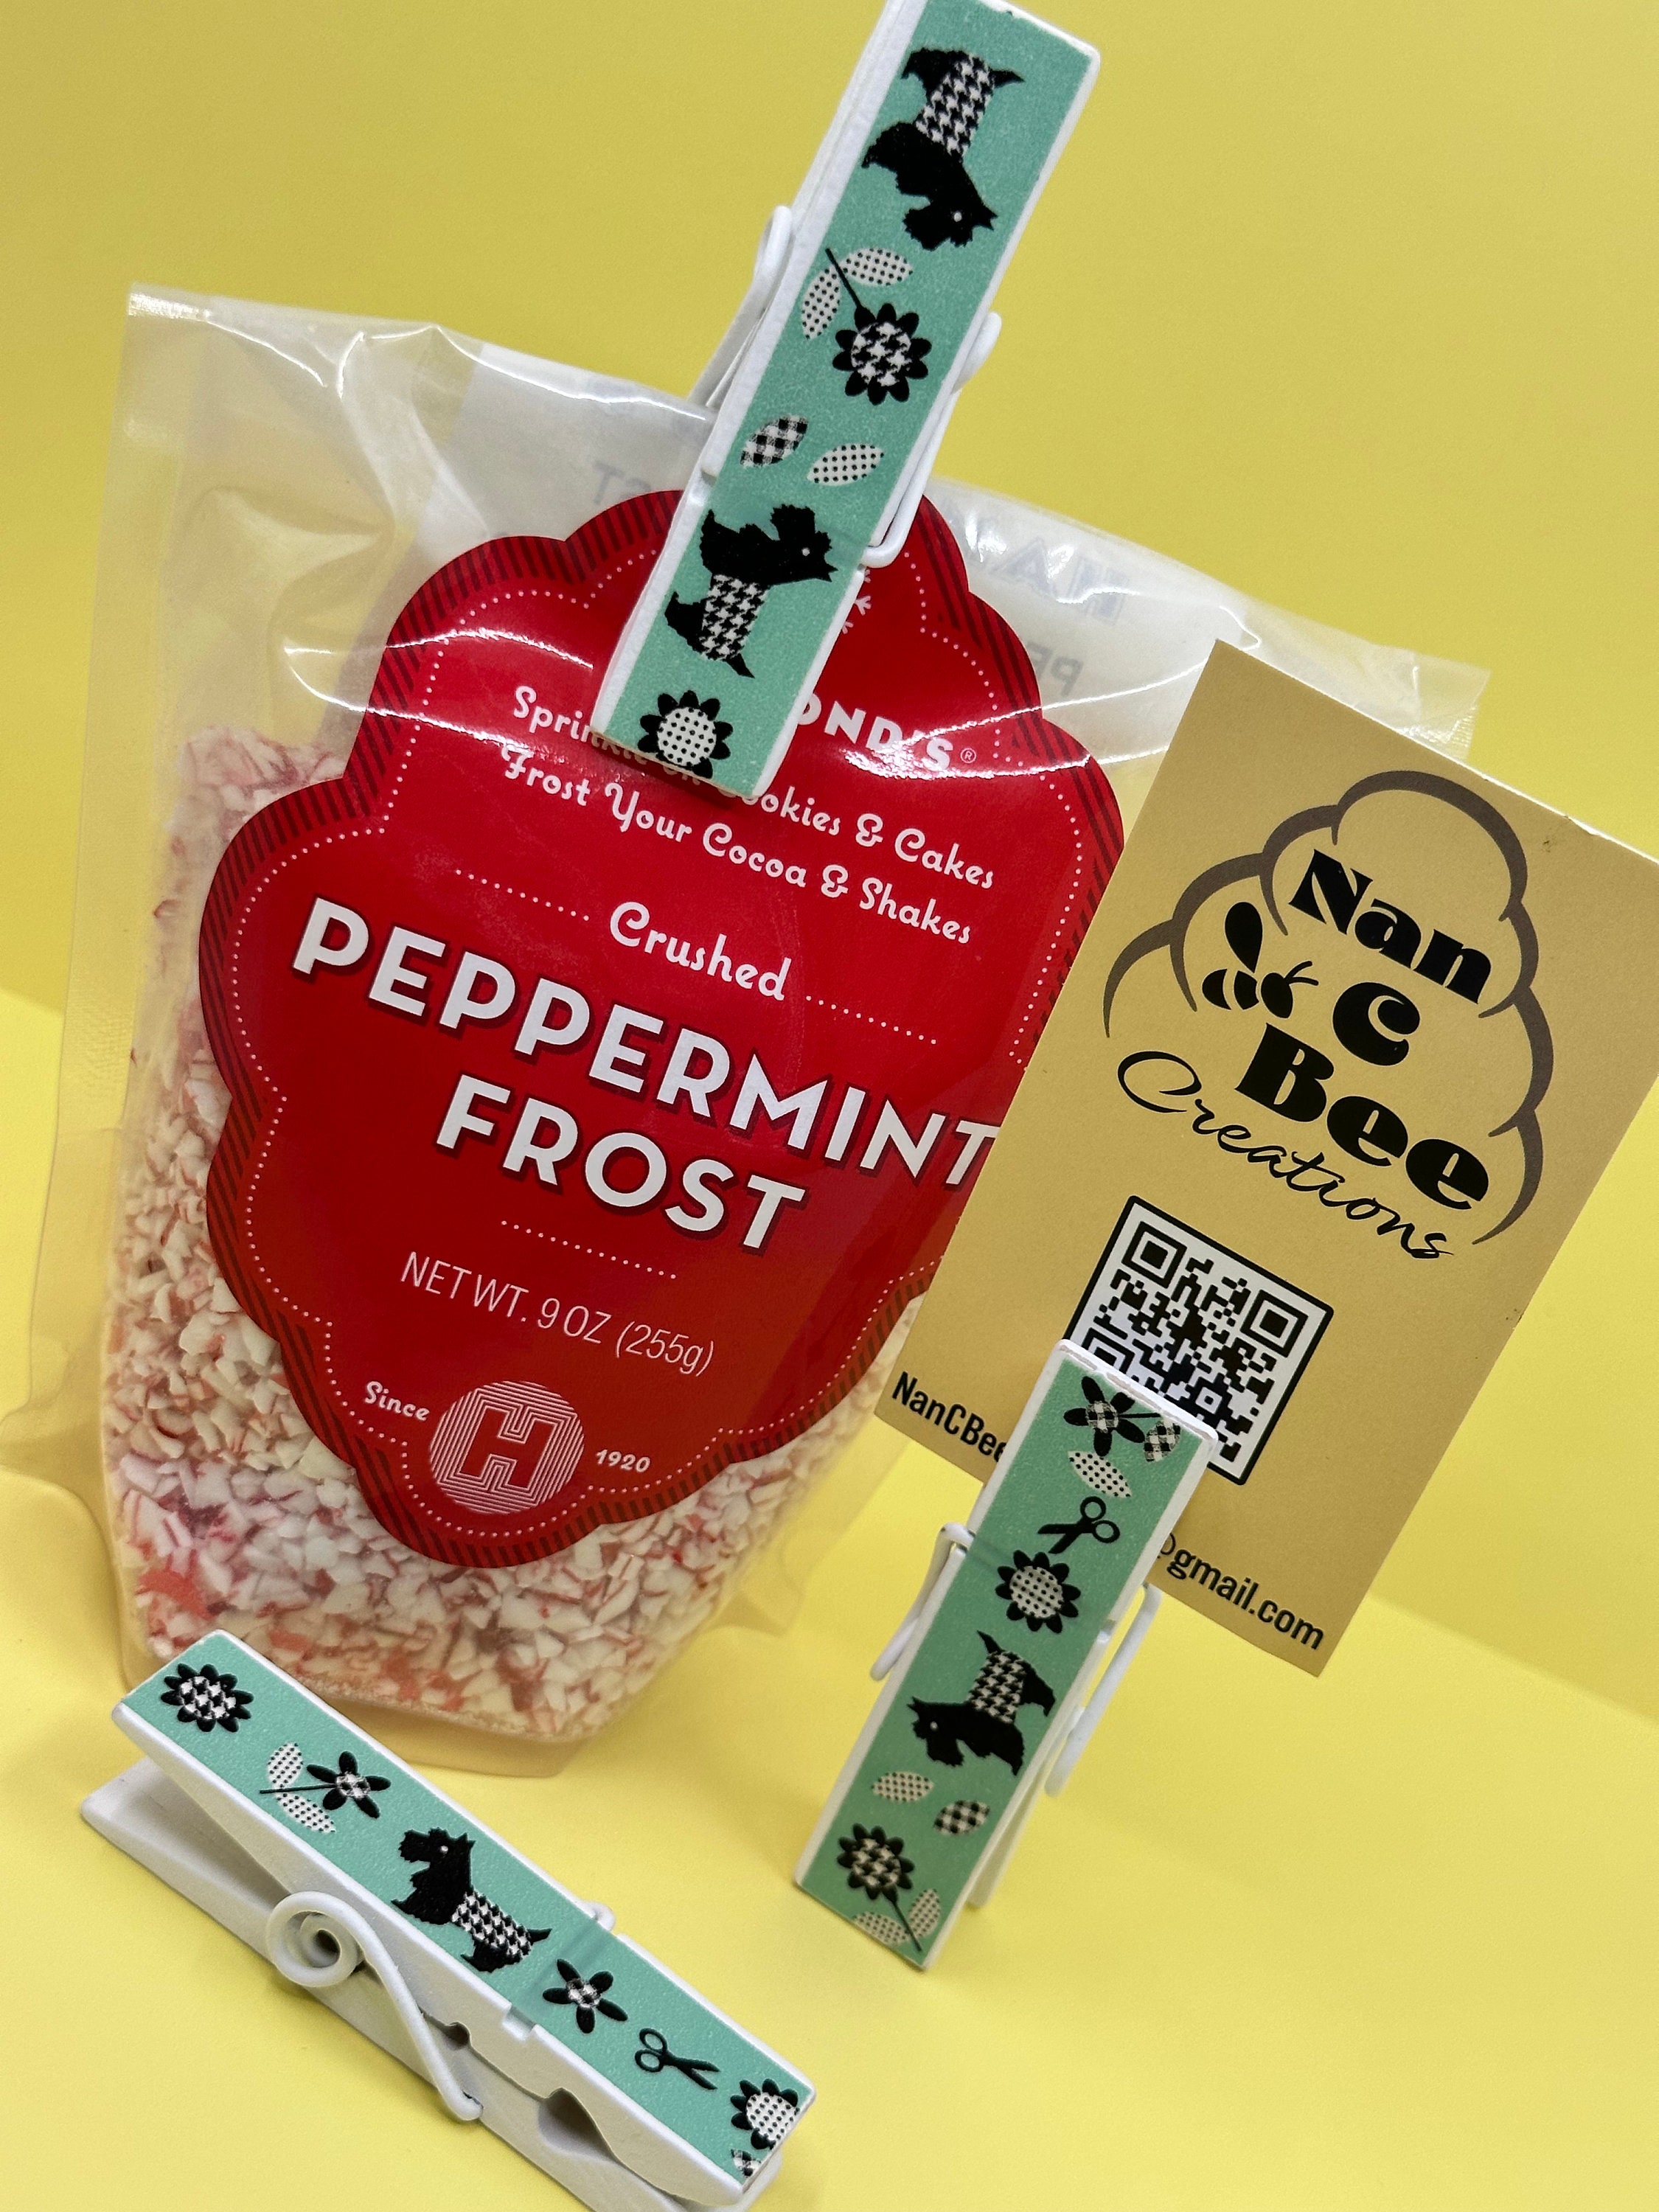 OND'S®
Sprinkle on Cookies & Cakes
Frost Your Cocoa & Shakes
Crushed
PEPPERMINT
FROST
NET WT. 9 OZ (255g)
Since H 1920
Nan
C
Bee
Creations
NanCBee
@gmail.com